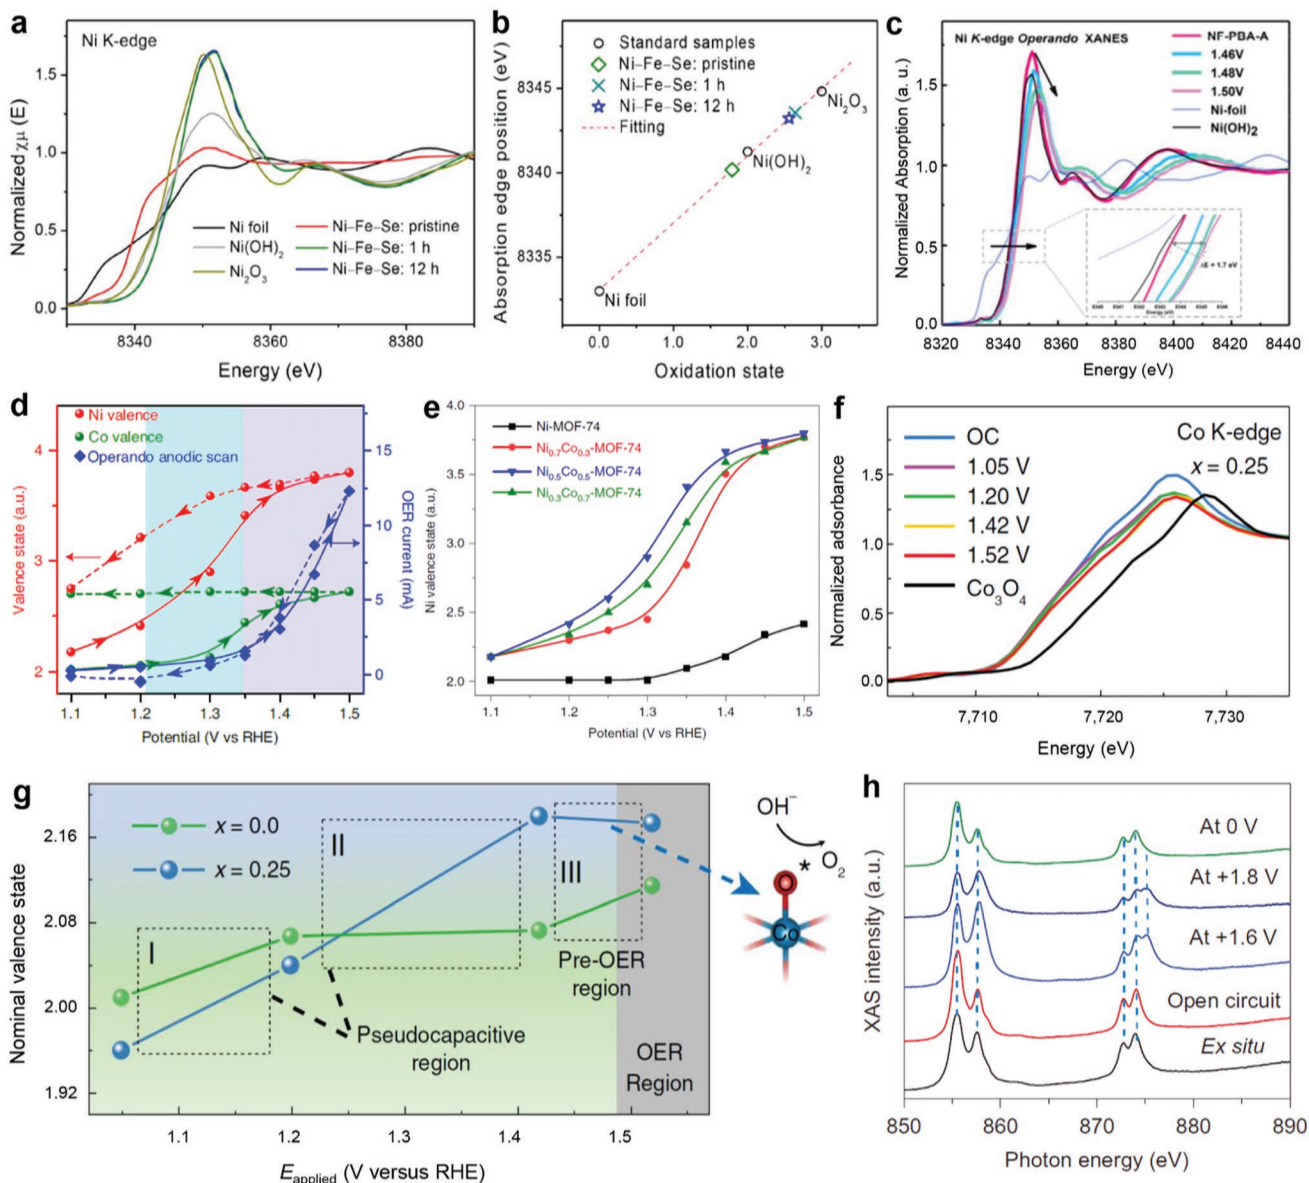 a
Ni K-edge
Normalized χμ (E)
1.5
1.0
0.5
0.0
Ni foil
Ni(OH)2
Ni2O3
Ni–Fe–Se: pristine
Ni–Fe–Se: 1 h
Ni–Fe–Se: 12 h
8340
8360
8380
Energy (eV)
b
Absorption edge position (eV)
8345
8340
8335
Standard samples
Ni–Fe–Se: pristine
Ni–Fe–Se: 1 h
Ni–Fe–Se: 12 h
Fitting
Ni2O3
Ni(OH)2
Ni foil
0.0
1.0
2.0
3.0
Oxidation state
c
Ni K-edge Operando XANES
Normalized Absorption (a. u.)
1.5
1.0
0.5
0.0
NF-PBA-A
1.46V
1.48V
1.50V
Ni-foil
Ni(OH)2
ΔE = 1.7 eV
8340 8341 8342 8343 8344 8345 8346
Energy (eV)
8320 8340 8360 8380 8400 8420 8440
Energy (eV)
d
Ni valence
Co valence
Operando anodic scan
Valence state (a.u.)
4
3
2
OER current (mA)
15
10
5
0
1.1 1.2 1.3 1.4 1.5
Potential (V vs RHE)
e
Ni-MOF-74
Ni0.7Co0.3-MOF-74
Ni0.5Co0.5-MOF-74
Ni0.3Co0.7-MOF-74
Ni valence state (a.u.)
4.0
3.5
3.0
2.5
2.0
1.1 1.2 1.3 1.4 1.5
Potential (V vs RHE)
f
OC
1.05 V
1.20 V
1.42 V
1.52 V
Co3O4
Co K-edge
x = 0.25
Normalized adsorbance
1.5
1.0
0.5
0.0
7,710 7,720 7,730
Energy (eV)
g
x = 0.0
x = 0.25
Nominal valence state
2.16
2.08
2.00
1.92
I
II
III
Pseudocapacitive
region
Pre-OER
region
OER
Region
OH−
O2
*
O
Co
1.1 1.2 1.3 1.4 1.5
Eapplied (V versus RHE)
h
XAS intensity (a.u.)
At 0 V
At +1.8 V
At +1.6 V
Open circuit
Ex situ
850 860 870 880 890
Photon energy (eV)